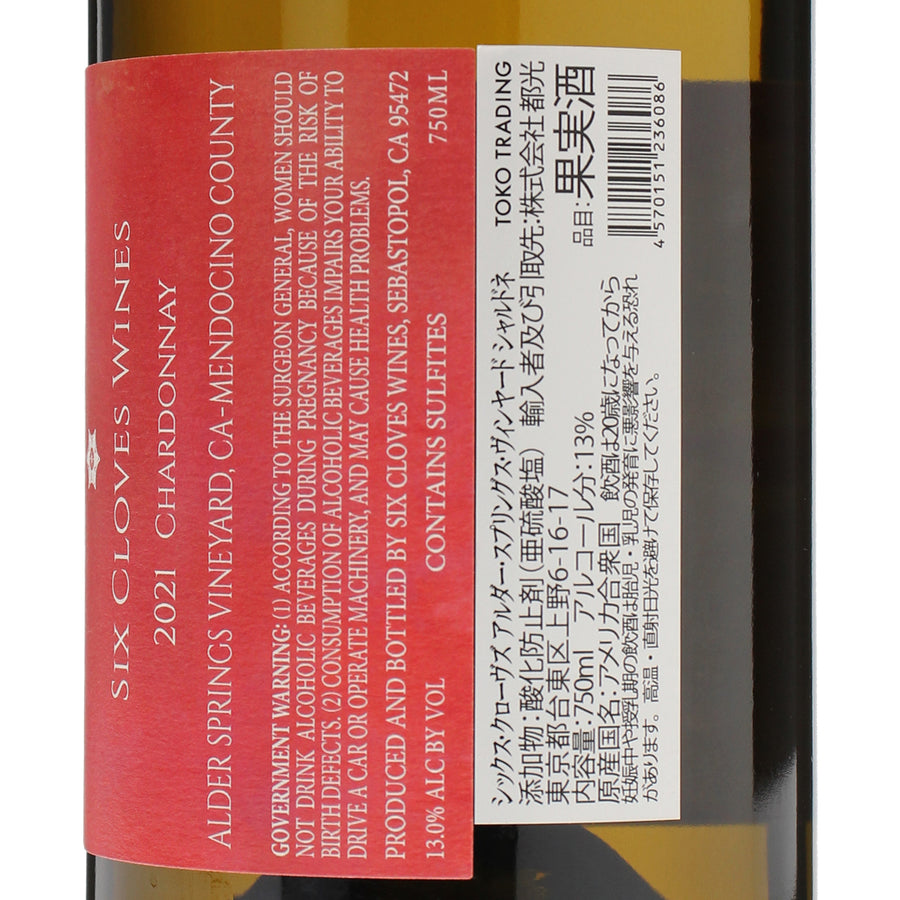 SIX CLOVES WINES
2021 CHARDONNAY
ALDER SPRINGS VINEYARD, CA-MENDOCINO COUNTY
GOVERNMENT WARNING: (1) ACCORDING TO THE SURGEON GENERAL, WOMEN SHOULD
NOT DRINK ALCOHOLIC BEVERAGES DURING PREGNANCY BECAUSE OF THE RISK OF
BIRTH DEFECTS. (2) CONSUMPTION OF ALCOHOLIC BEVERAGES IMPAIRS YOUR ABILITY TO
DRIVE A CAR OR OPERATE MACHINERY, AND MAY CAUSE HEALTH PROBLEMS.
PRODUCED AND BOTTLED BY SIX CLOVES WINES, SEBASTOPOL, CA 95472
13.0% ALC BY VOL CONTAINS SULFITES 750ML
シックス・クローヴズ アルダー・スプリングス・ヴィンヤード シャルドネ TOKO TRADING
添加物:酸化防止剤(亜硫酸塩) 輸入者及び引取先:株式会社都光
東京都台東区上野6-16-17
内容量:750ml アルコール分:13%
品目:果実酒
原産国名:アメリカ合衆国 飲酒は20歳になってから
妊娠中や授乳期の飲酒は胎児・乳児の発育に悪影響を与える恐れ
があります。高温・直射日光を避けて保存してください。
4 570151 236086